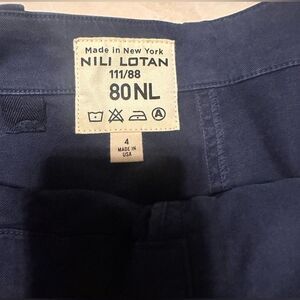 Made in New York
NILI LOTAN
111/88
80NL
A
4
MADE IN
USA